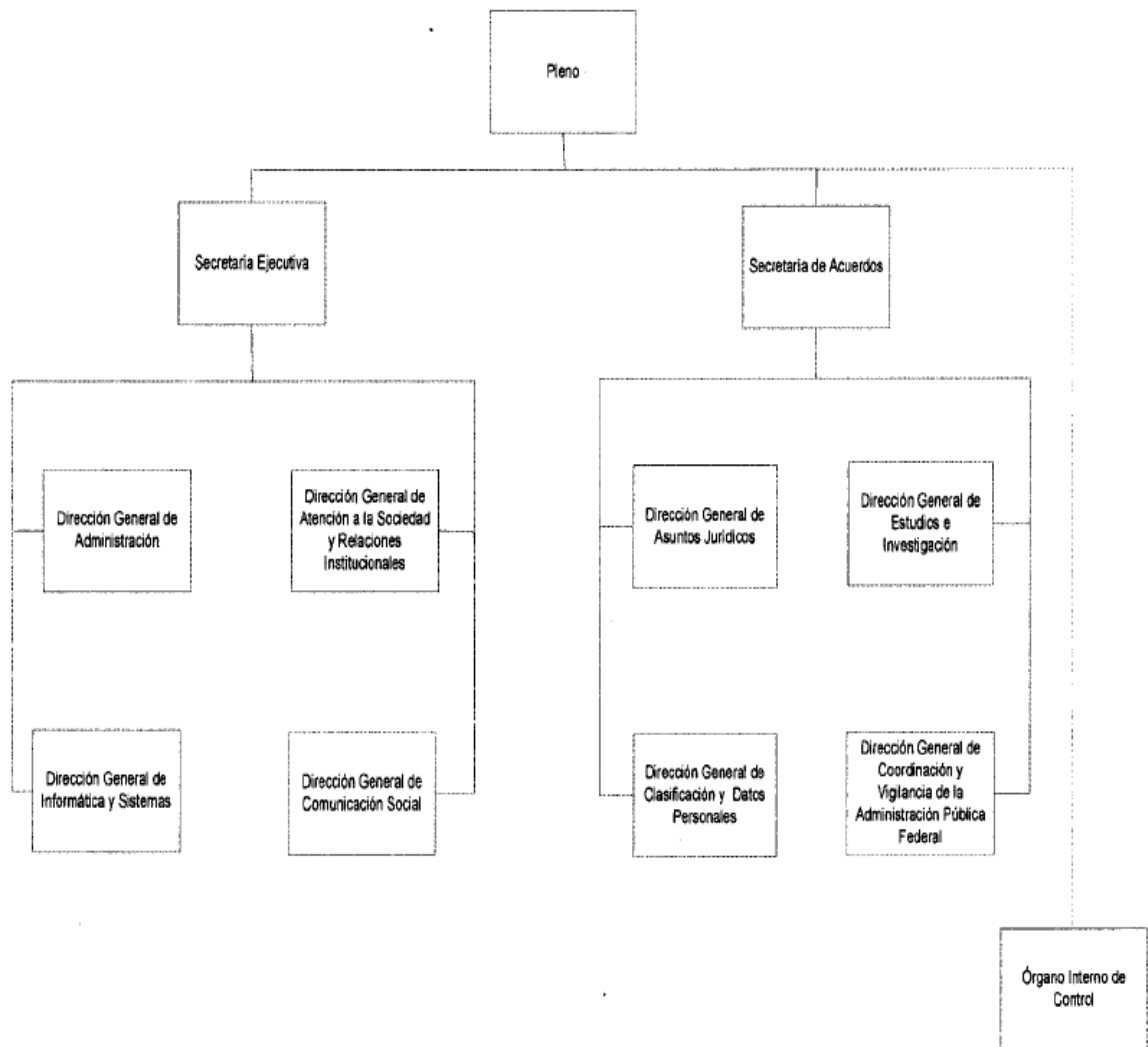 Pleno
Secretaría Ejecutiva
Secretaría de Acuerdos
Dirección General de
Administración
Dirección General de
Atención a la Sociedad
y Relaciones
Institucionales
Dirección General de
Asuntos Jurídicos
Dirección General de
Estudios e
Investigación
Dirección General de
Informática y Sistemas
Dirección General de
Comunicación Social
Dirección General de
Clasificación y Datos
Personales
Dirección General de
Coordinación y
Vigilancia de la
Administración Pública
Federal
Órgano Interno de
Control